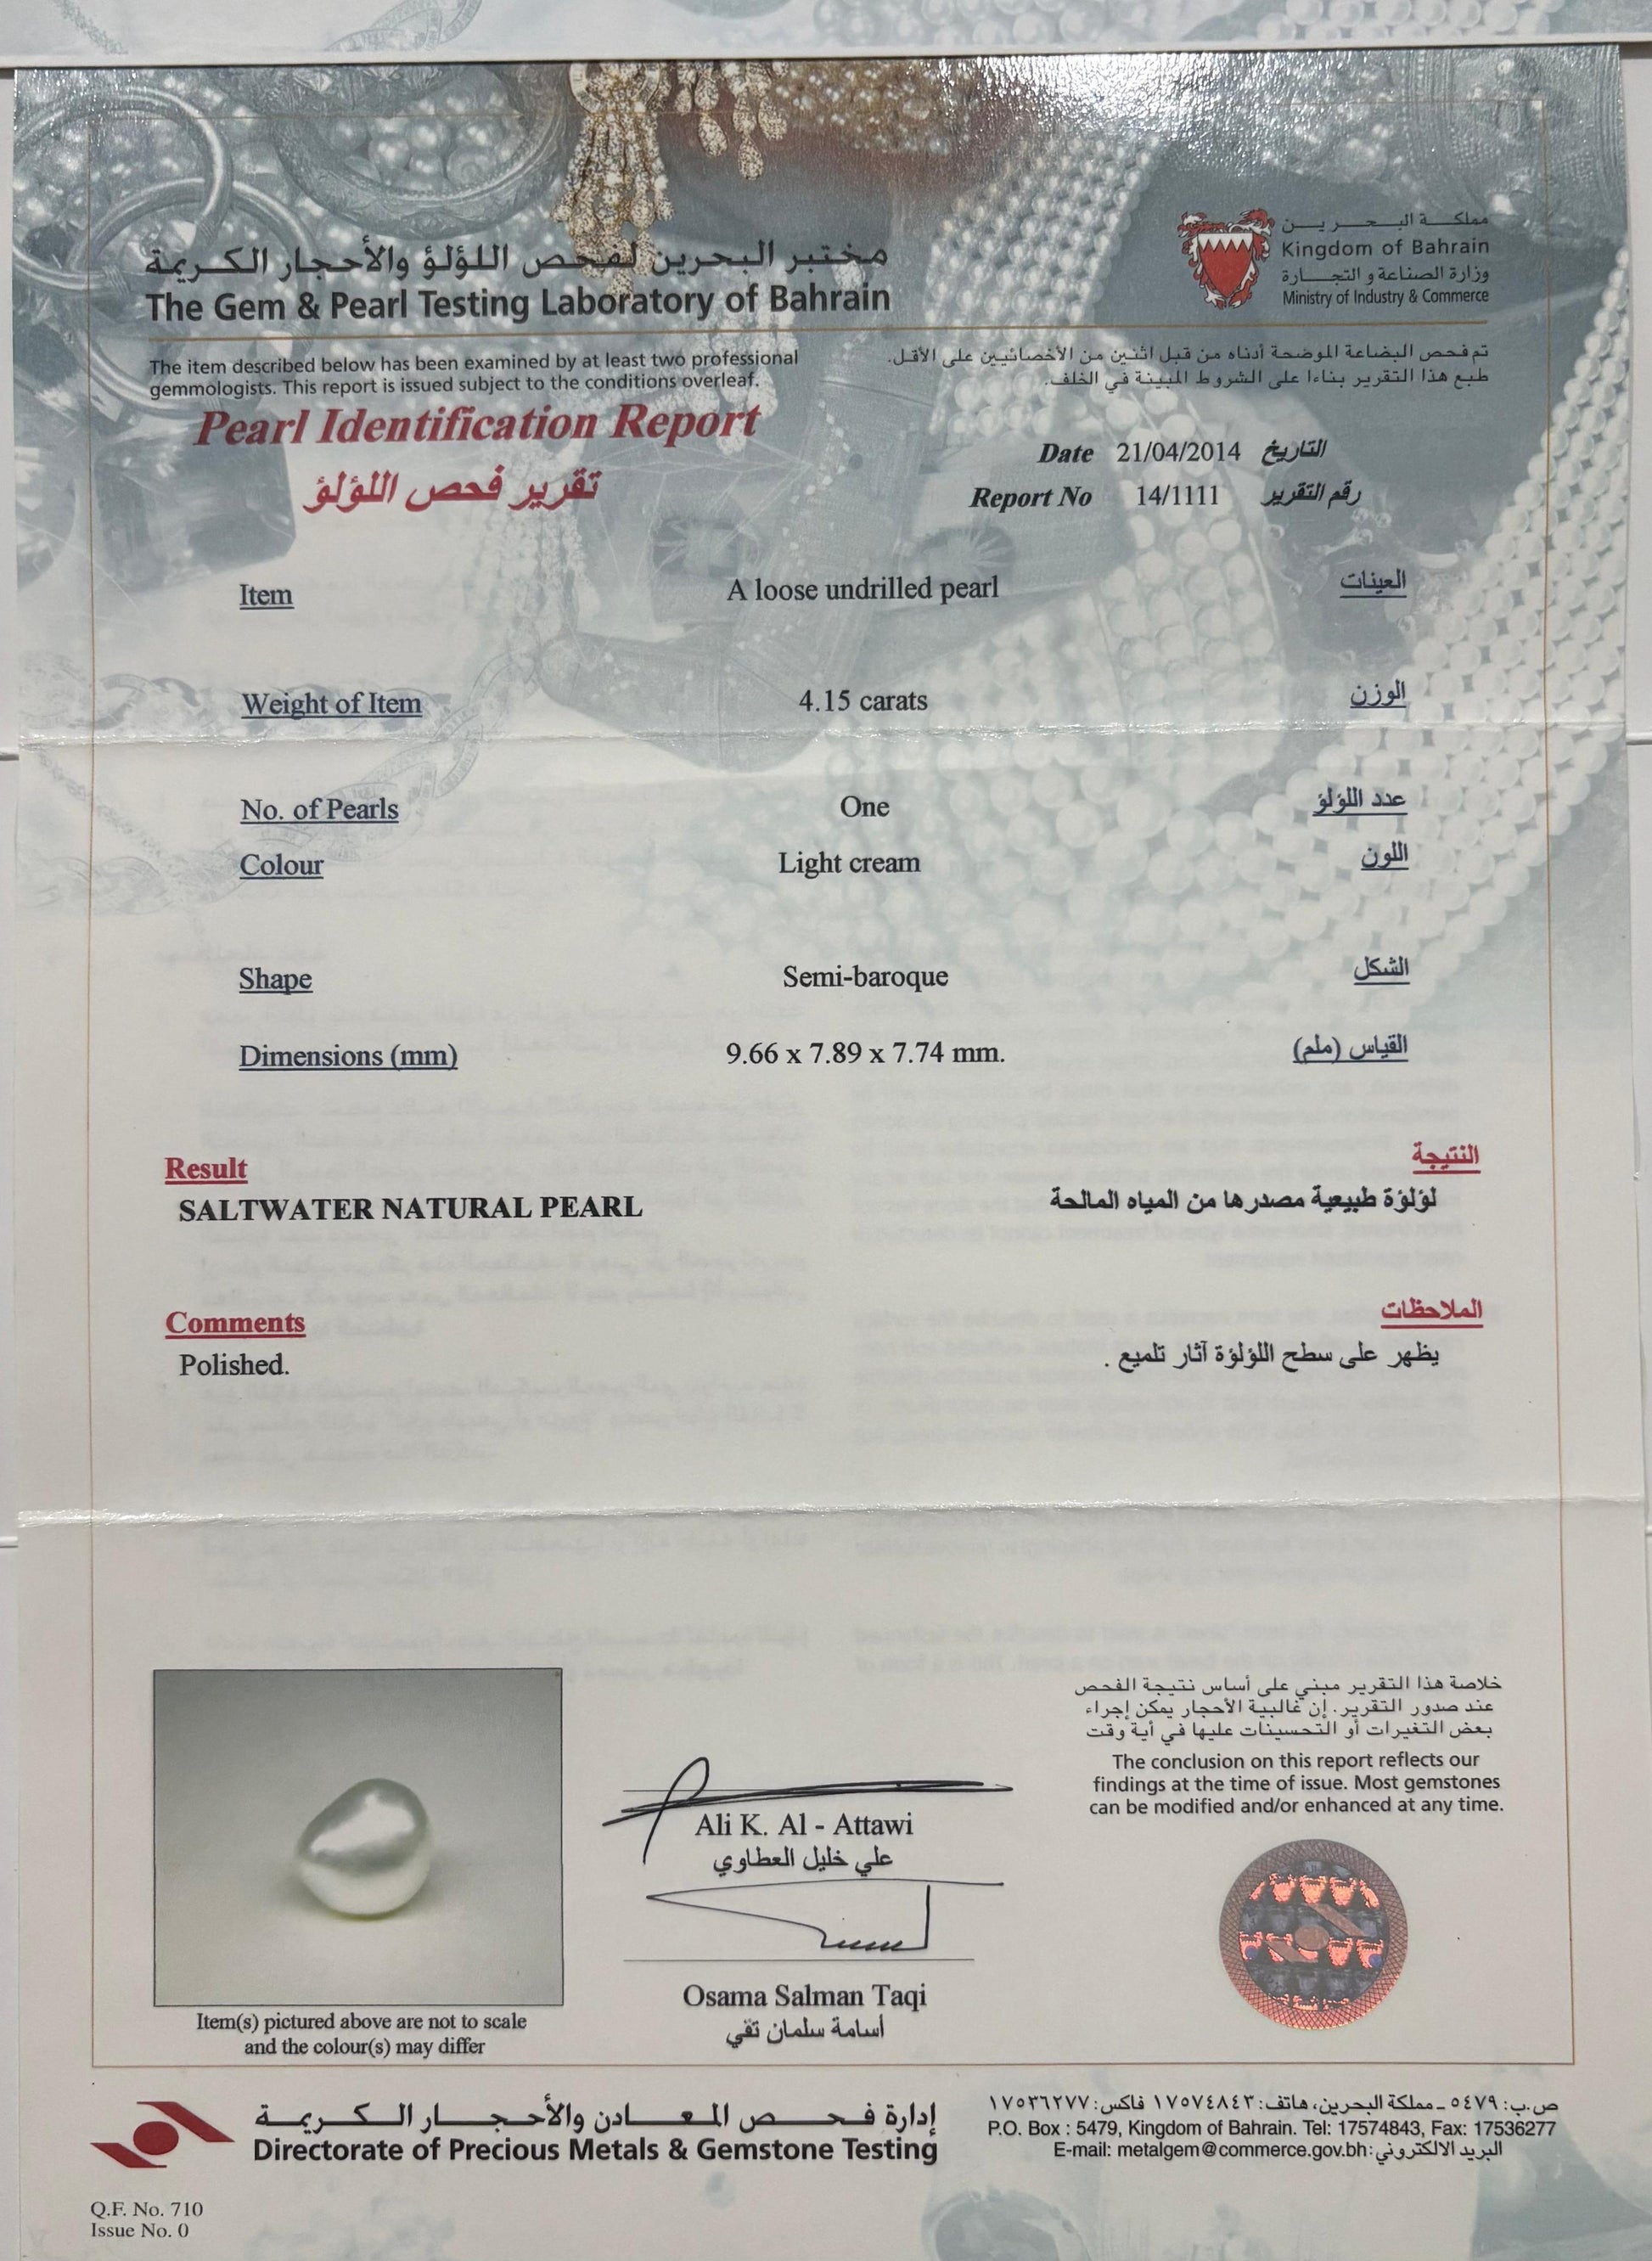 مختبر البحرين لفحص اللؤلؤ والأحجار الكريمة
The Gem & Pearl Testing Laboratory of Bahrain
مملكة البحرين
Kingdom of Bahrain
وزارة الصناعة و التجارة
Ministry of Industry & Commerce
The item described below has been examined by at least two professional
gemmologists. This report is issued subject to the conditions overleaf.
تم فحص البضاعة الموضحة أدناه من قبل اثنين من الأخصائيين على الأقل.
طبع هذا التقرير بناءا على الشروط المبينة في الخلف.
Pearl Identification Report
تقرير فحص اللؤلؤ
Date 21/04/2014 التاريخ
Report No 14/1111 رقم التقرير
Item A loose undrilled pearl العينات
Weight of Item 4.15 carats الوزن
No. of Pearls One عدد اللؤلؤ
Colour Light cream اللون
Shape Semi-baroque الشكل
Dimensions (mm) 9.66 x 7.89 x 7.74 mm. القياس (ملم)
Result النتيجة
SALTWATER NATURAL PEARL لؤلؤة طبيعية مصدرها من المياه المالحة
Comments الملاحظات
Polished. يظهر على سطح اللؤلؤة آثار تلميع .
Item(s) pictured above are not to scale
and the colour(s) may differ
Ali K. Al - Attawi
علي خليل العطاوي
Osama Salman Taqi
أسامة سلمان تقي
خلاصة هذا التقرير مبني على أساس نتيجة الفحص
عند صدور التقرير. إن غالبية الأحجار يمكن إجراء
بعض التغيرات أو التحسينات عليها في أية وقت
The conclusion on this report reflects our
findings at the time of issue. Most gemstones
can be modified and/or enhanced at any time.
إدارة فحص المعادن والأحجار الكريمة
Directorate of Precious Metals & Gemstone Testing
ص.ب: ٥٤٧٩ - مملكة البحرين، هاتف: ١٧٥٧٤٨٤٣ فاكس: ١٧٥٣٦٢٧٧
P.O. Box : 5479, Kingdom of Bahrain. Tel: 17574843, Fax: 17536277
E-mail: metalgem@commerce.gov.bh :البريد الالكتروني
Q.F. No. 710
Issue No. 0